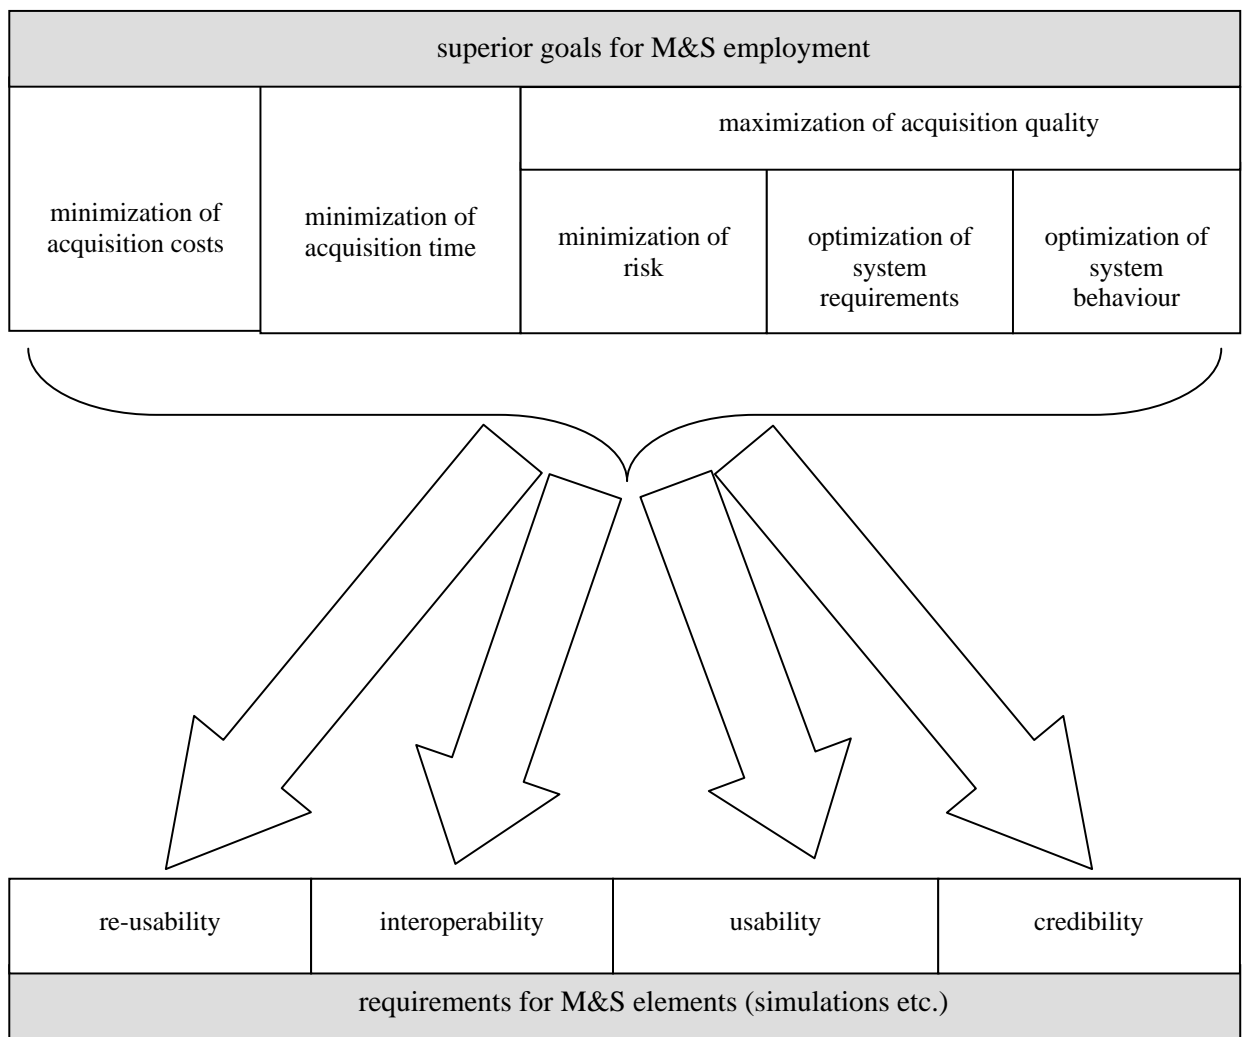 superior goals for M&S employment
maximization of acquisition quality
minimization of
acquisition costs
minimization of
acquisition time
minimization of
risk
optimization of
system
requirements
optimization of
system
behaviour
re-usability
interoperability
usability
credibility
requirements for M&S elements (simulations etc.)